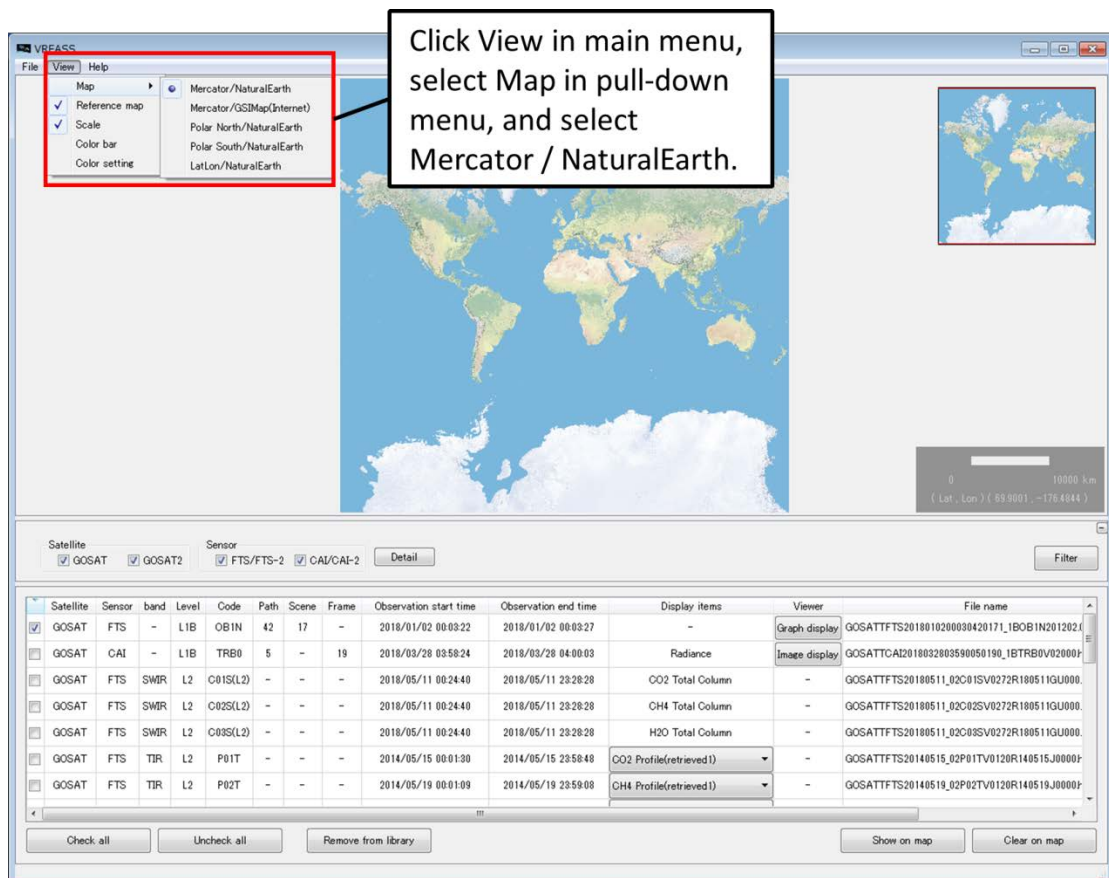 Click View in main menu,
select Map in pull-down
menu, and select
Mercator / NaturalEarth.
VREASS
File View Help
Map
Reference map
Scale
Color bar
Color setting
Mercator/NaturalEarth
Mercator/GSIMap(Internet)
Polar North/NaturalEarth
Polar South/NaturalEarth
LatLon/NaturalEarth
0 10000 km
( Lat , Lon ) ( 69.9001 , -176.4844 )
Satellite Sensor
GOSAT GOSAT2 FTS/FTS-2 CAI/CAI-2 Detail Filter
Satellite Sensor band Level Code Path Scene Frame Observation start time Observation end time Display items Viewer File name
GOSAT FTS - L1B OB1N 42 17 - 2018/01/02 00:03:22 2018/01/02 00:03:27 - Graph display GOSATTFTS2018010200030420171_1BOB1N201202.
GOSAT CAI - L1B TRB0 5 - 19 2018/03/28 03:58:24 2018/03/28 04:00:03 Radiance Image display GOSATTCAI2018032803590050190_1BTRB0V02000
GOSAT FTS SWIR L2 C01S(L2) - - - 2018/05/11 00:24:40 2018/05/11 23:28:28 CO2 Total Column - GOSATTFTS20180511_02C01SV0272R180511GU000.
GOSAT FTS SWIR L2 C02S(L2) - - - 2018/05/11 00:24:40 2018/05/11 23:28:28 CH4 Total Column - GOSATTFTS20180511_02C02SV0272R180511GU000.
GOSAT FTS SWIR L2 C03S(L2) - - - 2018/05/11 00:24:40 2018/05/11 23:28:28 H2O Total Column - GOSATTFTS20180511_02C03SV0272R180511GU000.
GOSAT FTS TIR L2 P01T - - - 2014/05/15 00:01:30 2014/05/15 23:58:48 CO2 Profile(retrieved1) - GOSATTFTS20140515_02P01TV0120R140515J0000
GOSAT FTS TIR L2 P02T - - - 2014/05/19 00:01:09 2014/05/19 23:59:08 CH4 Profile(retrieved1) - GOSATTFTS20140519_02P02TV0120R140519J0000
Check all Uncheck all Remove from library Show on map Clear on map